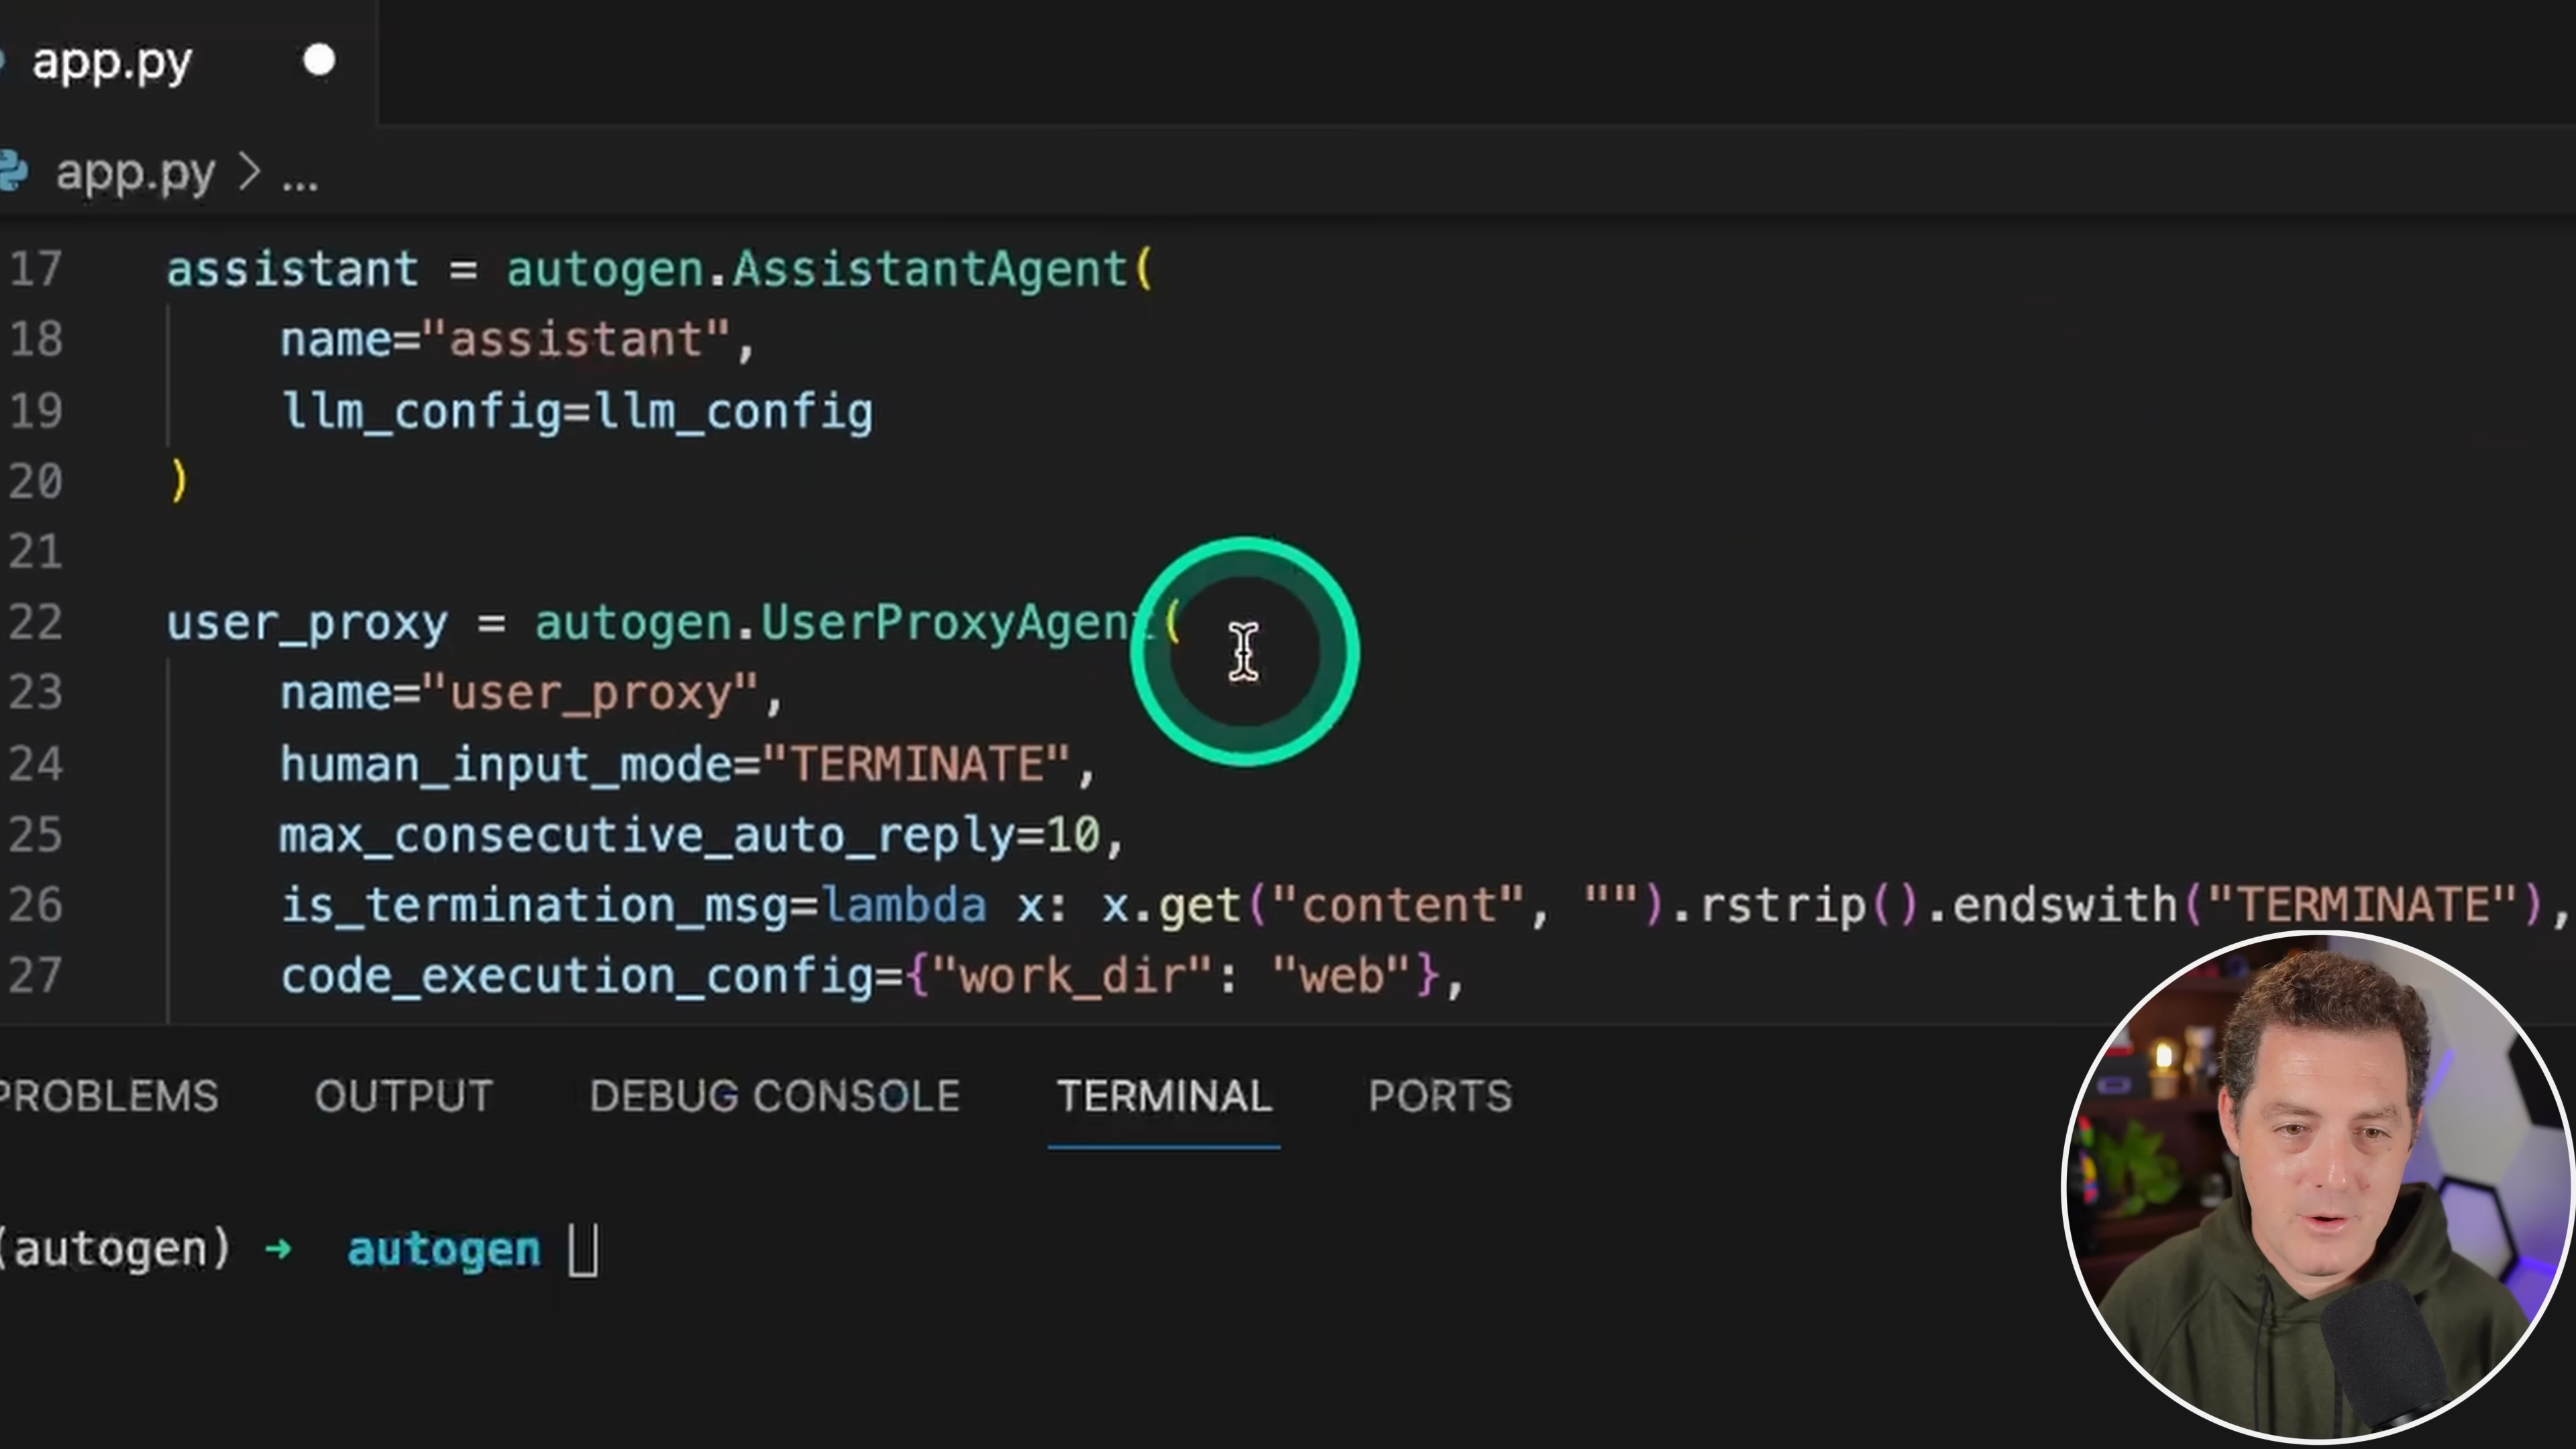 app.py
app.py > ...
17 assistant = autogen.AssistantAgent(
18 name="assistant",
19 llm_config=llm_config
20 )
21
22 user_proxy = autogen.UserProxyAgent(
23 name="user_proxy",
24 human_input_mode="TERMINATE",
25 max_consecutive_auto_reply=10,
26 is_termination_msg=lambda x: x.get("content", "").rstrip().endswith("TERMINATE"),
27 code_execution_config={"work_dir": "web"},
PROBLEMS OUTPUT DEBUG CONSOLE TERMINAL PORTS
(autogen) → autogen